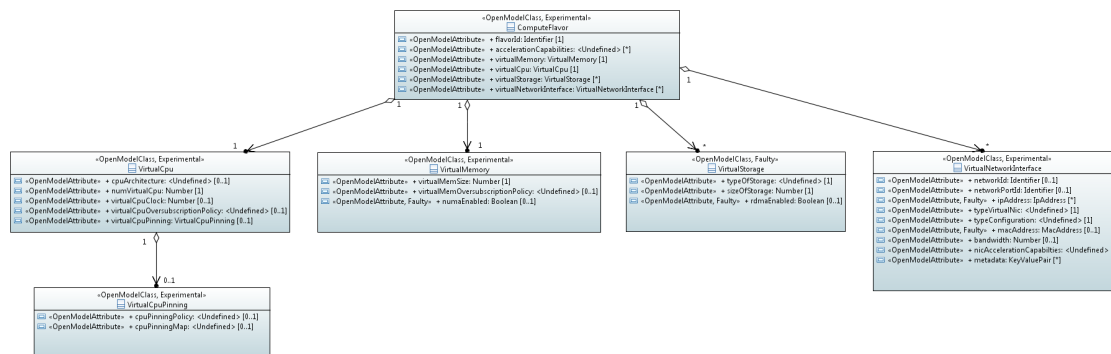 «OpenModelClass, Experimental»
ComputeFlavor
«OpenModelAttribute» + flavorId: Identifier [1]
«OpenModelAttribute» + accelerationCapabilities: <Undefined> [*]
«OpenModelAttribute» + virtualMemory: VirtualMemory [1]
«OpenModelAttribute» + virtualCpu: VirtualCpu [1]
«OpenModelAttribute» + virtualStorage: VirtualStorage [*]
«OpenModelAttribute» + virtualNetworkInterface: VirtualNetworkInterface [*]
1
1
1
1
1
1
*
*
«OpenModelClass, Experimental»
VirtualCpu
«OpenModelAttribute» + cpuArchitecture: <Undefined> [0..1]
«OpenModelAttribute» + numVirtualCpu: Number [1]
«OpenModelAttribute» + virtualCpuClock: Number [0..1]
«OpenModelAttribute» + virtualCpuOversubscriptionPolicy: <Undefined> [0..1]
«OpenModelAttribute» + virtualCpuPinning: VirtualCpuPinning [0..1]
«OpenModelClass, Experimental»
VirtualMemory
«OpenModelAttribute» + virtualMemSize: Number [1]
«OpenModelAttribute» + virtualMemOversubscriptionPolicy: <Undefined> [0..1]
«OpenModelAttribute, Faulty» + numaEnabled: Boolean [0..1]
«OpenModelClass, Faulty»
VirtualStorage
«OpenModelAttribute» + typeOfStorage: <Undefined> [1]
«OpenModelAttribute» + sizeOfStorage: Number [1]
«OpenModelAttribute, Faulty» + rdmaEnabled: Boolean [0..1]
«OpenModelClass, Experimental»
VirtualNetworkInterface
«OpenModelAttribute» + networkId: Identifier [0..1]
«OpenModelAttribute» + networkPortId: Identifier [0..1]
«OpenModelAttribute, Faulty» + ipAddress: IpAddress [*]
«OpenModelAttribute» + typeVirtualNic: <Undefined> [1]
«OpenModelAttribute» + typeConfiguration: <Undefined> [1]
«OpenModelAttribute, Faulty» + macAddress: MacAddress [0..1]
«OpenModelAttribute» + bandwidth: Number [0..1]
«OpenModelAttribute» + nicAccelerationCapabilties: <Undefined>
«OpenModelAttribute» + metadata: KeyValuePair [*]
1
0..1
«OpenModelClass, Experimental»
VirtualCpuPinning
«OpenModelAttribute» + cpuPinningPolicy: <Undefined> [0..1]
«OpenModelAttribute» + cpuPinningMap: <Undefined> [0..1]